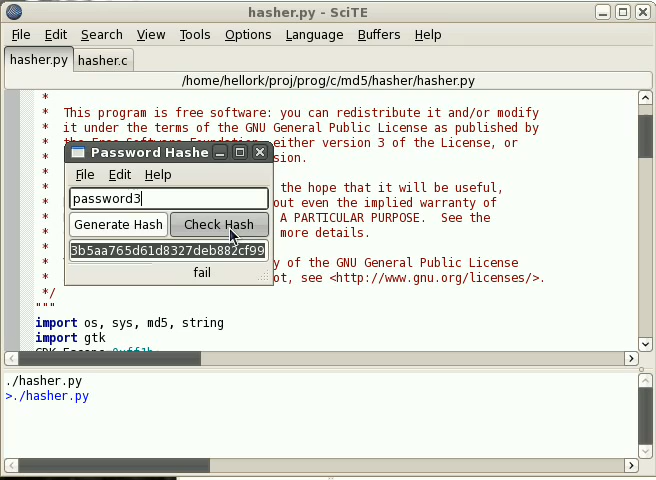 hasher.py - SciTE
File Edit Search View Tools Options Language Buffers Help
hasher.py hasher.c
/home/hellork/proj/prog/c/md5/hasher/hasher.py
*
* This program is free software: you can redistribute it and/or modify
* it under the terms of the GNU General Public License as published by
either version 3 of the License, or
sion.
*
the hope that it will be useful,
out even the implied warranty of
A PARTICULAR PURPOSE. See the
more details.
y of the GNU General Public License
ot, see <http://www.gnu.org/licenses/>.
*/
"""
import os, sys, md5, string
import gtk
Password Hashe
File Edit Help
password3
Generate Hash Check Hash
3b5aa765d61d8327deb882cf99
fail
./hasher.py
>./hasher.py